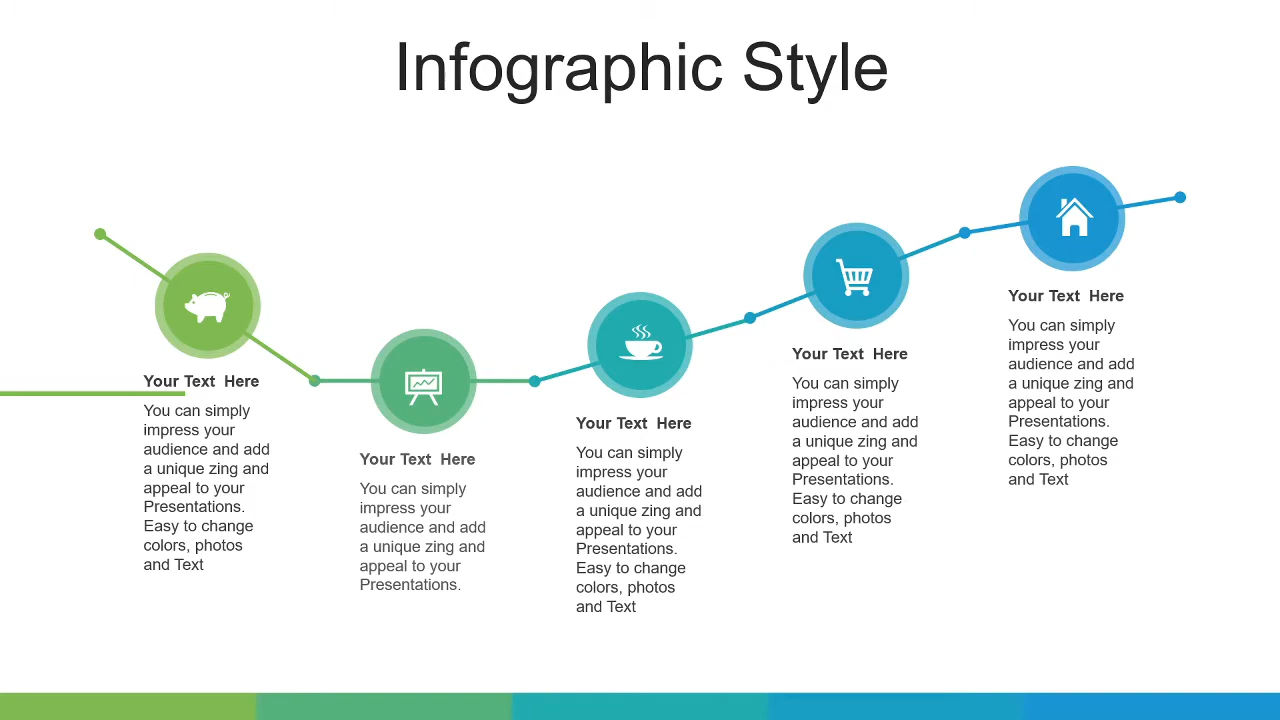 Infographic Style
Your Text  Here
You can simply
impress your
audience and add
a unique zing and
appeal to your
Presentations.
Easy to change
colors, photos
and Text
Your Text  Here
You can simply
impress your
audience and add
a unique zing and
appeal to your
Presentations.
Your Text  Here
You can simply
impress your
audience and add
a unique zing and
appeal to your
Presentations.
Easy to change
colors, photos
and Text
Your Text  Here
You can simply
impress your
audience and add
a unique zing and
appeal to your
Presentations.
Easy to change
colors, photos
and Text
Your Text  Here
You can simply
impress your
audience and add
a unique zing and
appeal to your
Presentations.
Easy to change
colors, photos
and Text